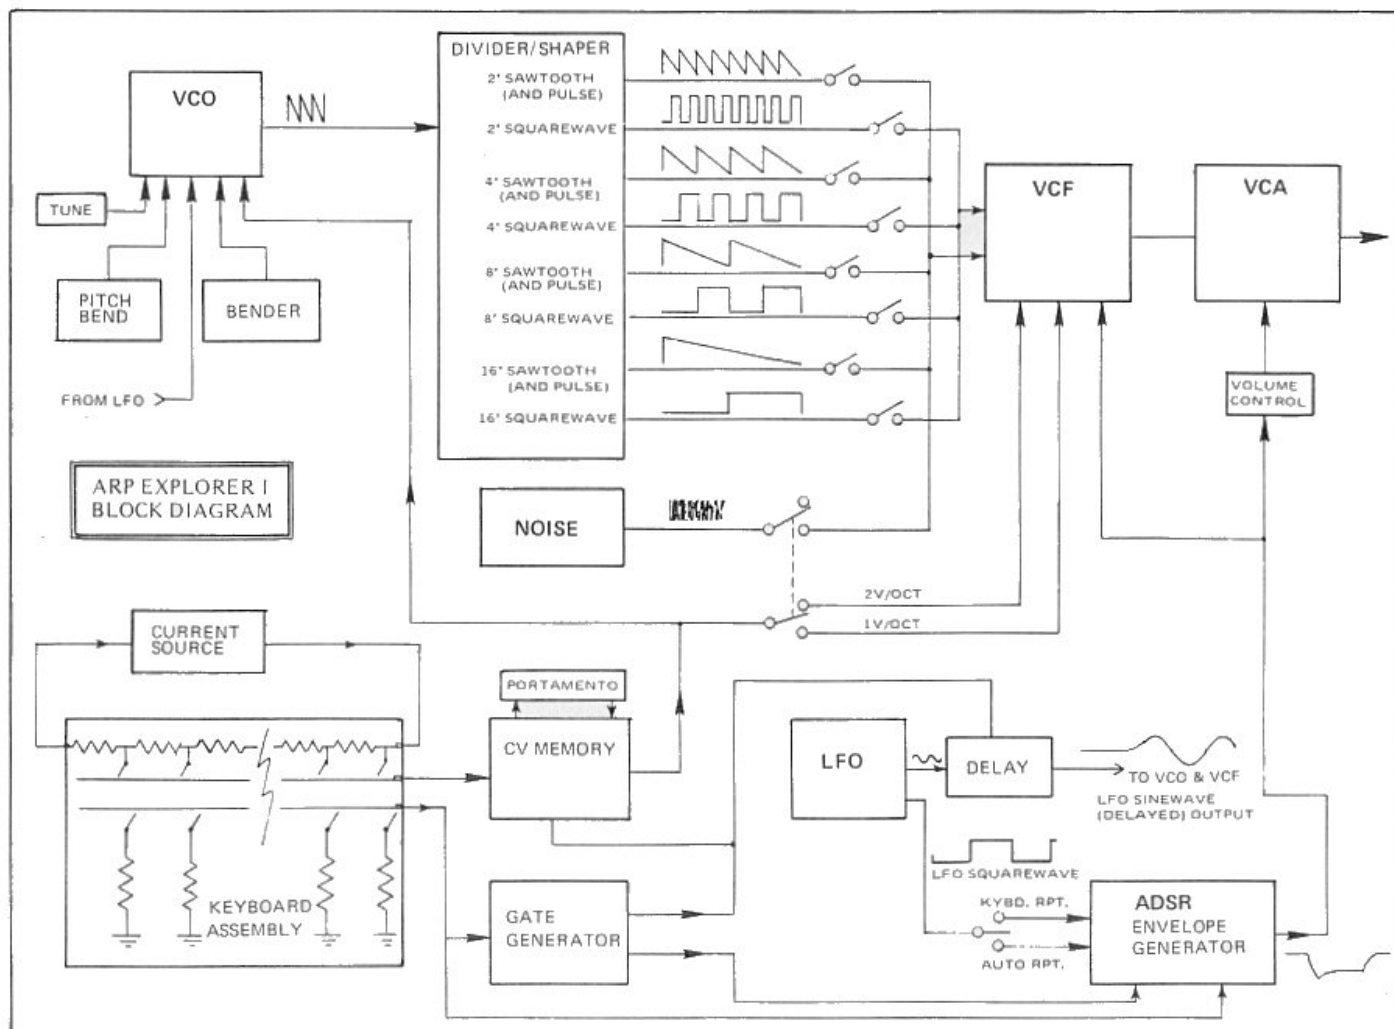 VCO
TUNE
PITCH
BEND
BENDER
FROM LFO
ARP EXPLORER I
BLOCK DIAGRAM
DIVIDER/SHAPER
2' SAWTOOTH
(AND PULSE)
2' SQUAREWAVE
4' SAWTOOTH
(AND PULSE)
4' SQUAREWAVE
8' SAWTOOTH
(AND PULSE)
8' SQUAREWAVE
16' SAWTOOTH
(AND PULSE)
16' SQUAREWAVE
NOISE
VCF
VCA
VOLUME
CONTROL
2V/OCT
1V/OCT
CURRENT
SOURCE
PORTAMENTO
CV MEMORY
KEYBOARD
ASSEMBLY
GATE
GENERATOR
LFO
DELAY
TO VCO & VCF
LFO SINEWAVE
(DELAYED) OUTPUT
LFO SQUAREWAVE
KYBD. RPT.
AUTO RPT.
ADSR
ENVELOPE
GENERATOR